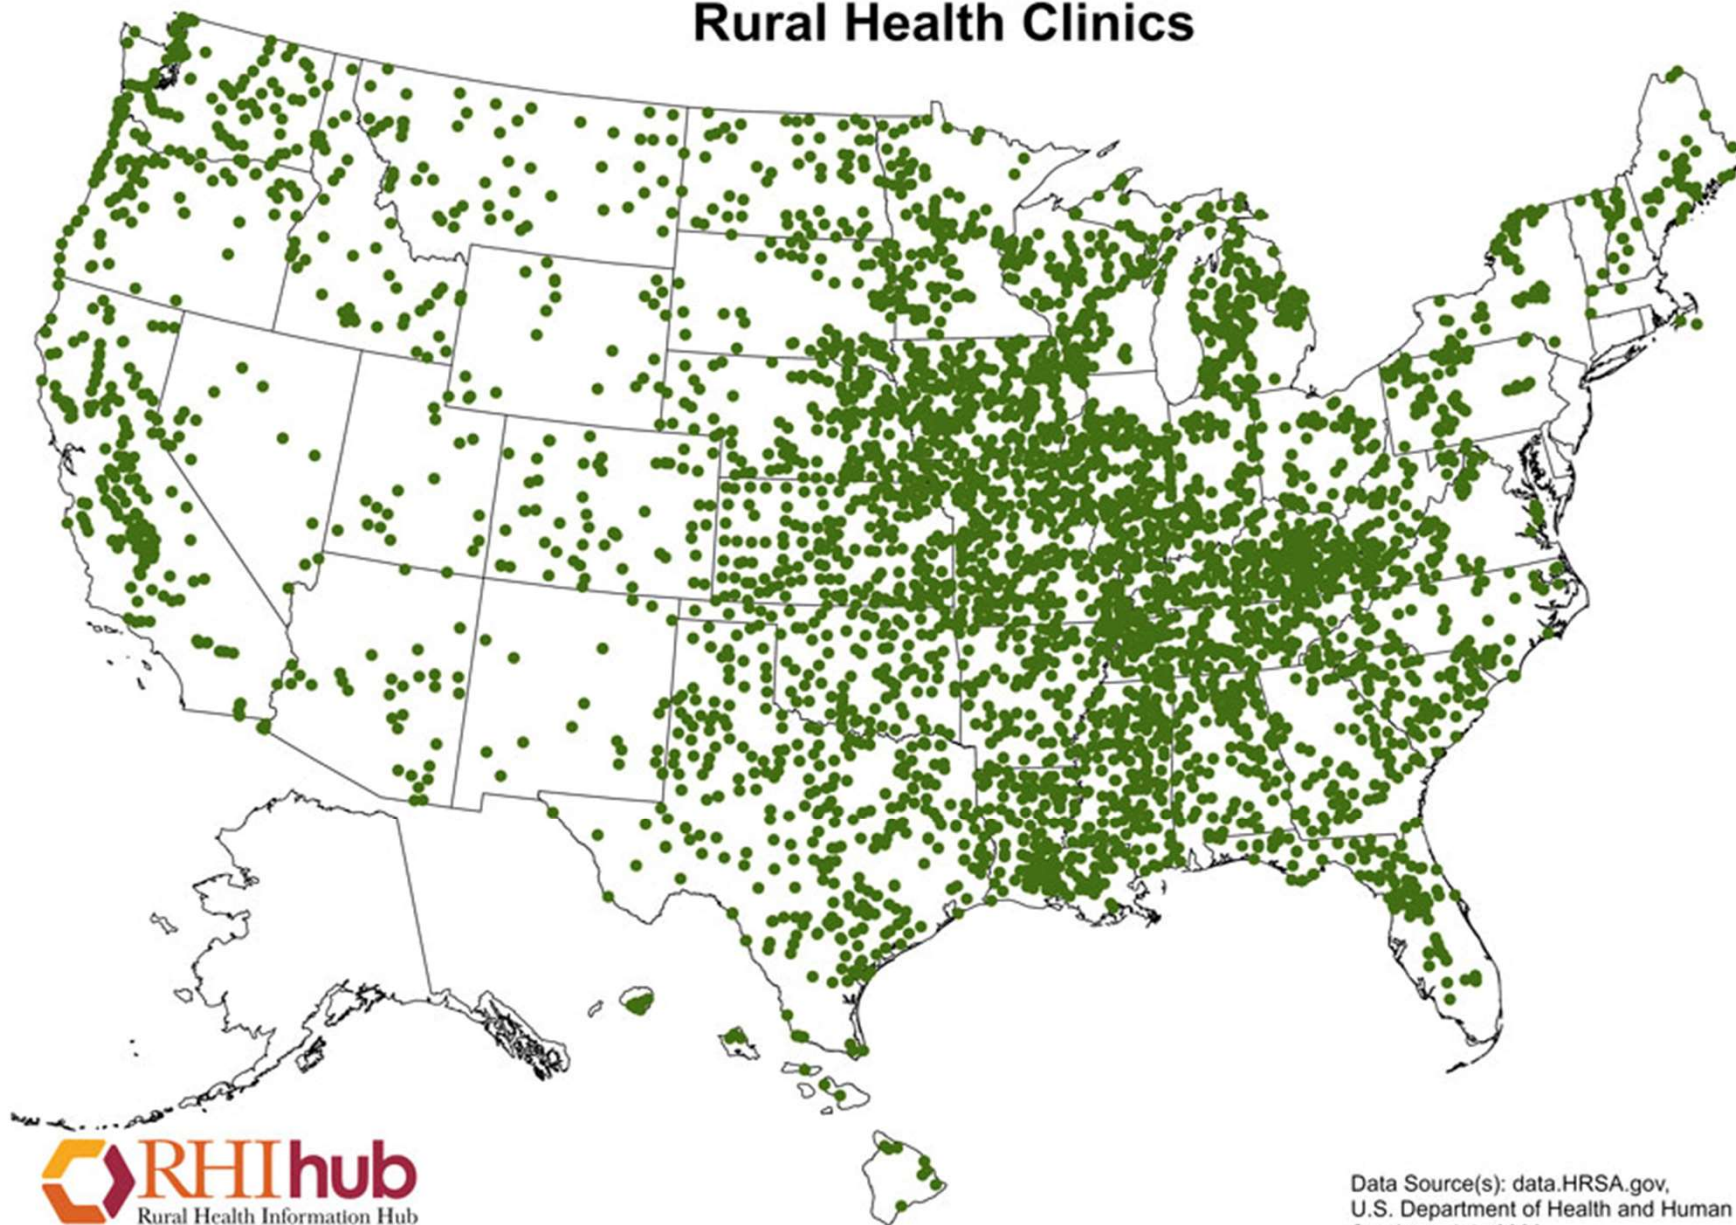 Rural Health Clinics
RHIhub
Rural Health Information Hub
Data Source(s): data.HRSA.gov,
U.S. Department of Health and Human